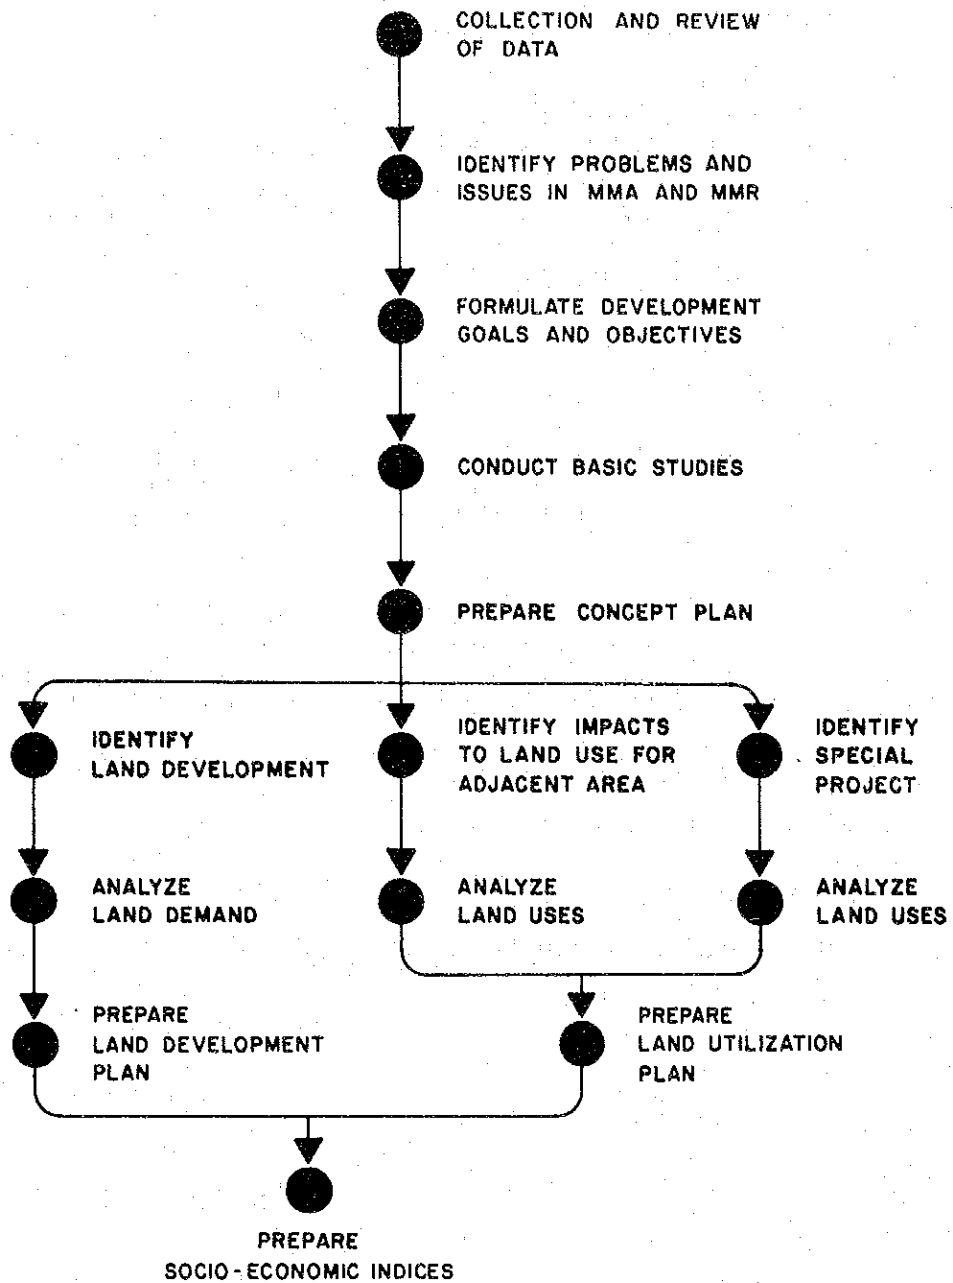 COLLECTION AND REVIEW
OF DATA
IDENTIFY PROBLEMS AND
ISSUES IN MMA AND MMR
FORMULATE DEVELOPMENT
GOALS AND OBJECTIVES
CONDUCT BASIC STUDIES
PREPARE CONCEPT PLAN
IDENTIFY
LAND DEVELOPMENT
IDENTIFY IMPACTS
TO LAND USE FOR
ADJACENT AREA
IDENTIFY
SPECIAL
PROJECT
ANALYZE
LAND DEMAND
ANALYZE
LAND USES
ANALYZE
LAND USES
PREPARE
LAND DEVELOPMENT
PLAN
PREPARE
LAND UTILIZATION
PLAN
PREPARE
SOCIO-ECONOMIC INDICES